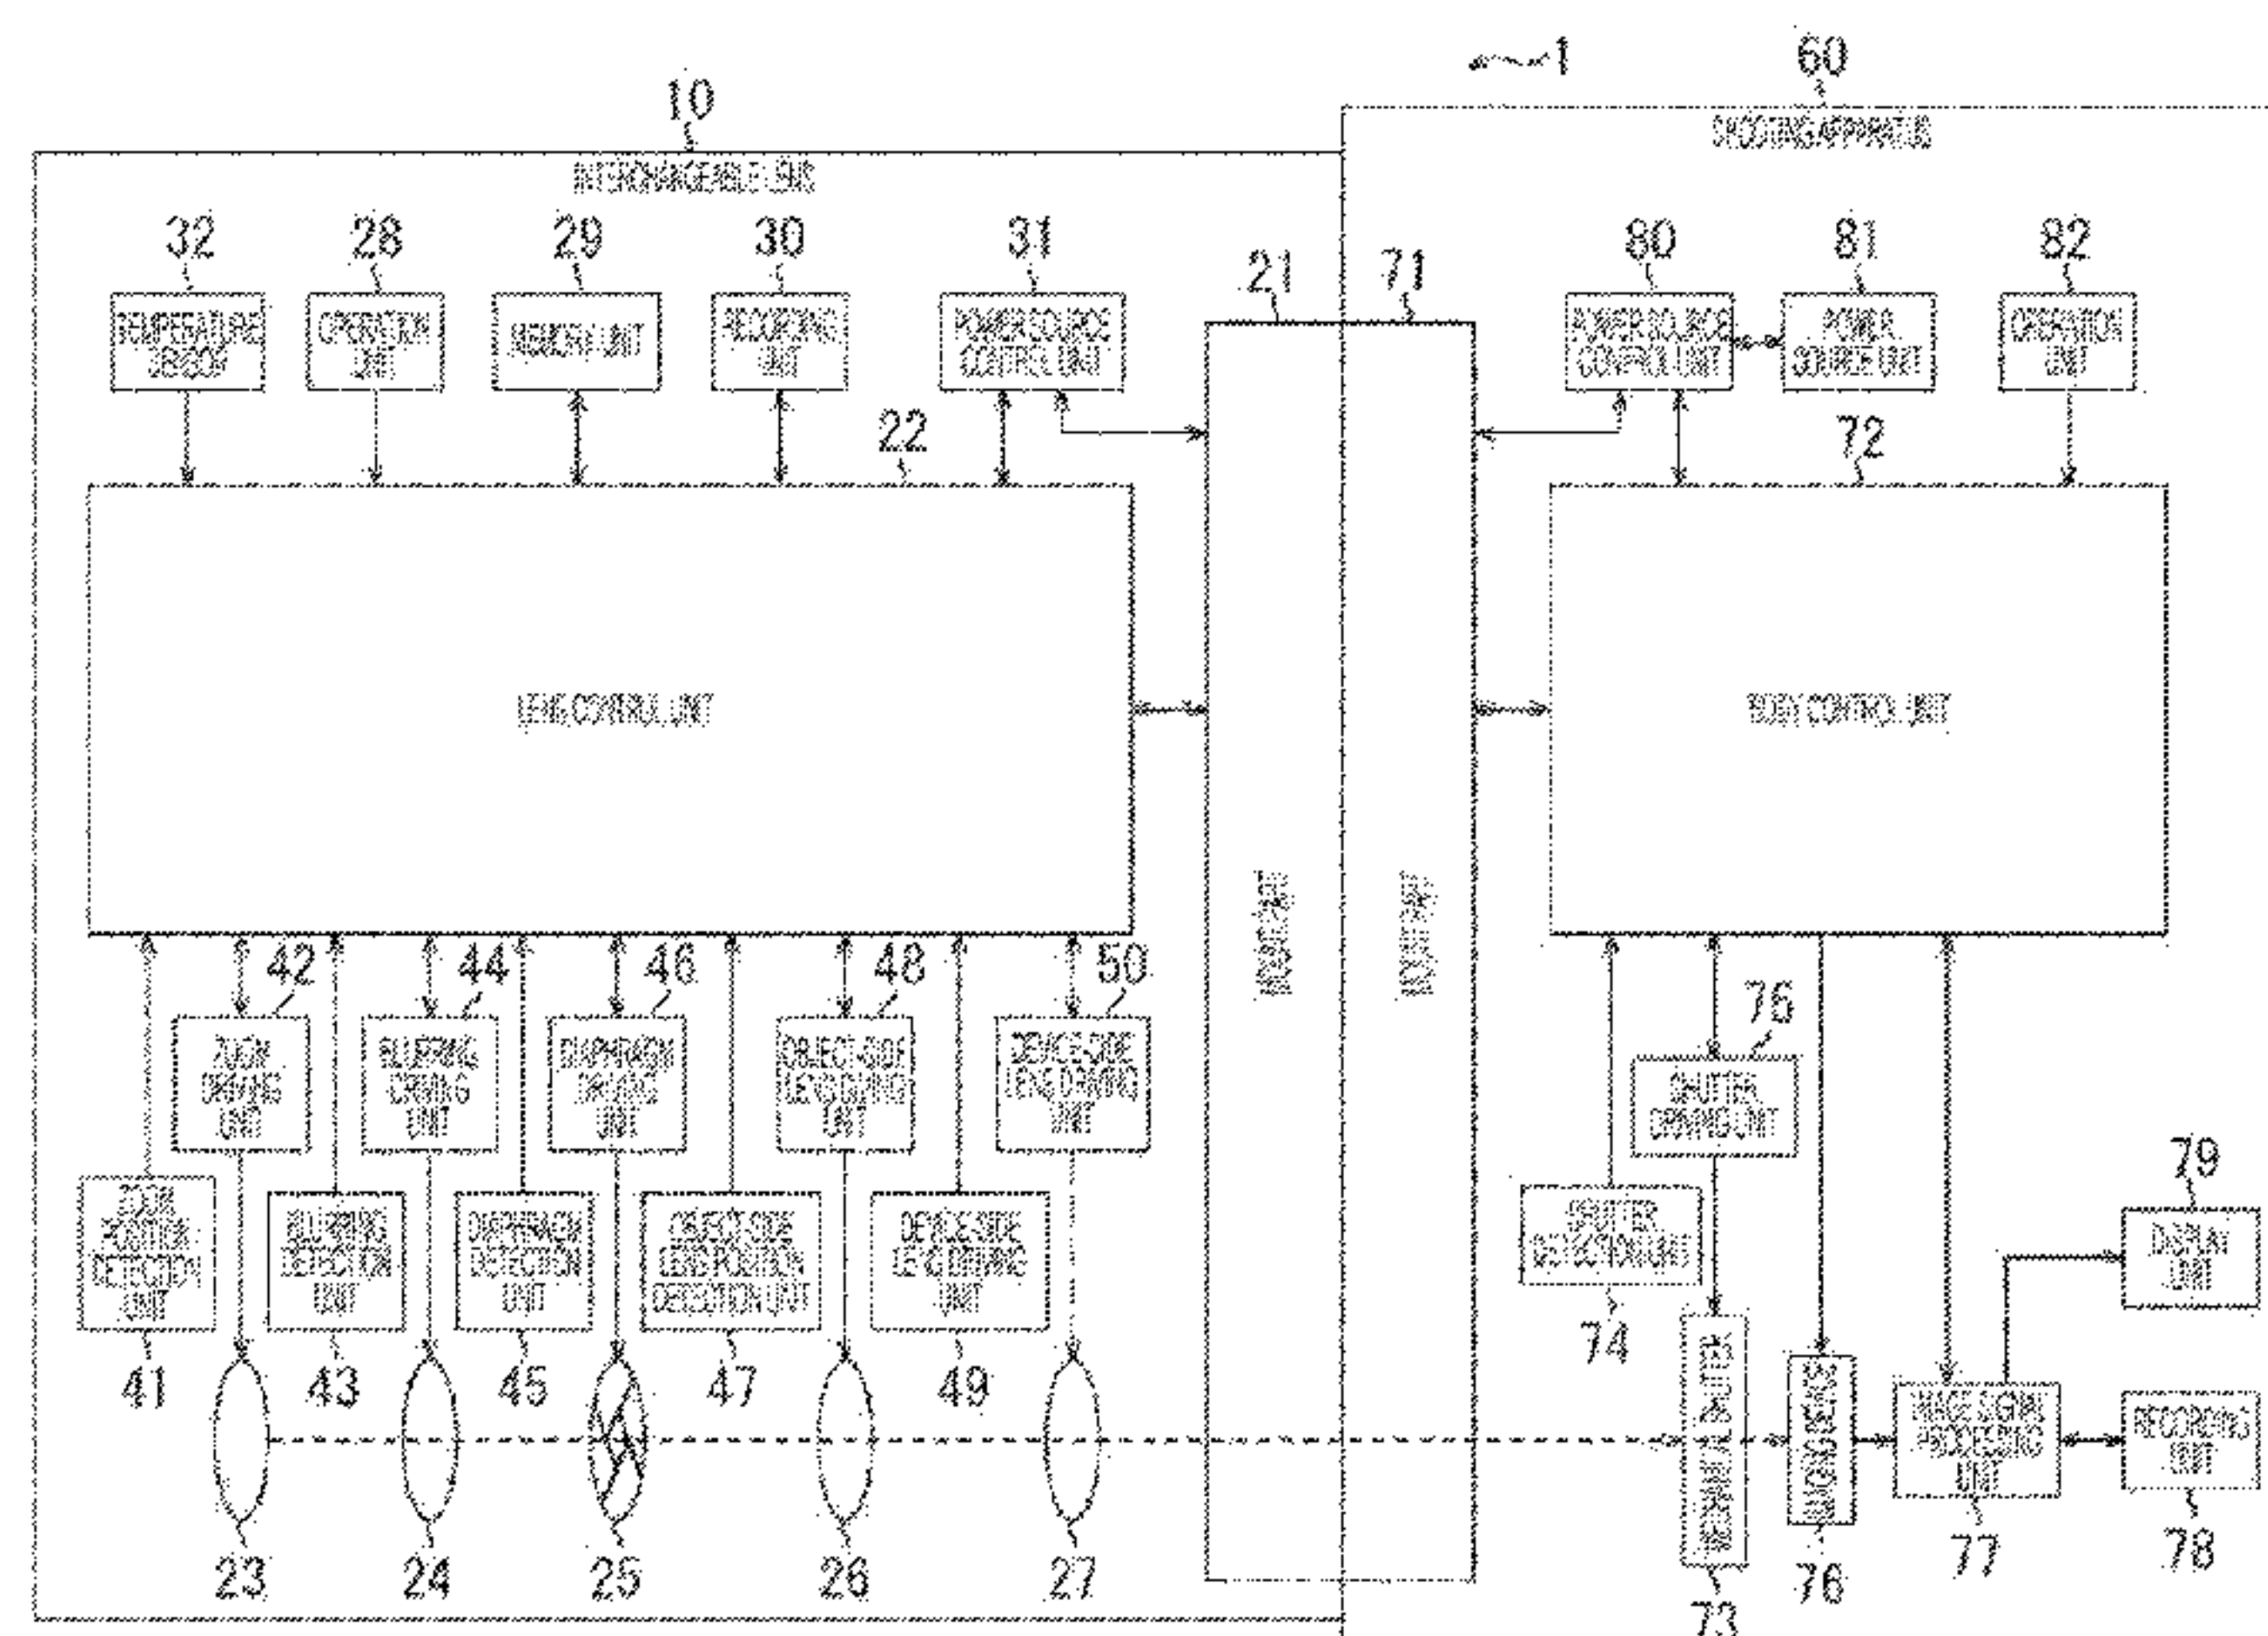 1
60
10
SHOOTING APPARATUS
INTERCHANGEABLE LENS
32
28
29
30
31
21
71
80
81
82
TEMPERATURE
SENSOR
OPERATION
UNIT
MEMORY UNIT
RECORDING
UNIT
POWER SOURCE
CONTROL UNIT
POWER SOURCE
CONTROL UNIT
POWER
SOURCE UNIT
OPERATION
UNIT
22
72
LENS CONTROL UNIT
BODY CONTROL UNIT
MOUNT PART
MOUNT PART
42
44
46
48
50
76
ZOOM
DRIVING
UNIT
BLURRING
DRIVING
UNIT
DIAPHRAGM
DRIVING
UNIT
OBJECT-SIDE
LENS DRIVING
UNIT
DEVICE-SIDE
LENS DRIVING
UNIT
SHUTTER
DRIVING UNIT
79
ZOOM
POSITION
DETECTION
UNIT
BLURRING
DETECTION
UNIT
DIAPHRAGM
DETECTION
UNIT
OBJECT-SIDE
LENS POSITION
DETECTION UNIT
DEVICE-SIDE
LENS DRIVING
UNIT
SHUTTER
DETECTION UNIT
DISPLAY
UNIT
41
43
45
47
49
74
MECHANICAL SHUTTER
IMAGING DEVICE
IMAGE SIGNAL
PROCESSING
UNIT
RECORDING
UNIT
23
24
25
26
27
73
76
77
78